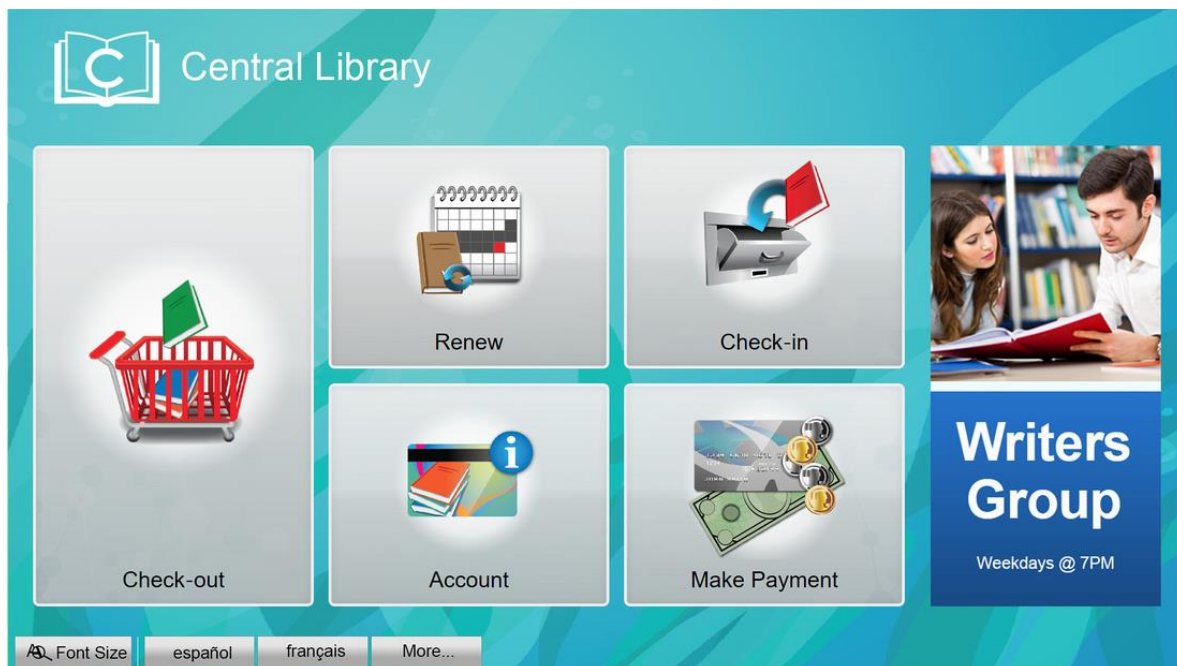 C
Central Library
Check-out
Renew
Check-in
Account
Make Payment
Writers
Group
Weekdays @ 7PM
Font Size
español
français
More...